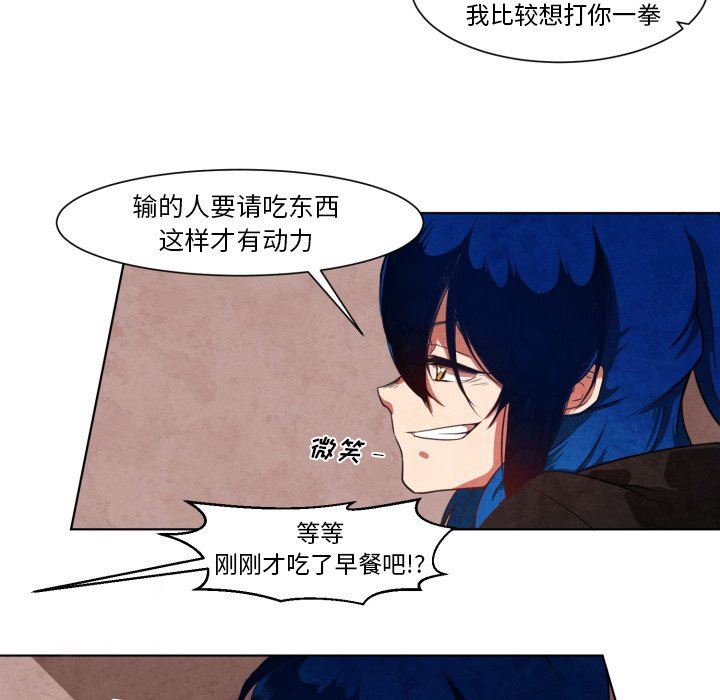 我比较想打你一拳
输的人要请吃东西
这样才有动力
微笑
等等
刚刚才吃了早餐吧!?